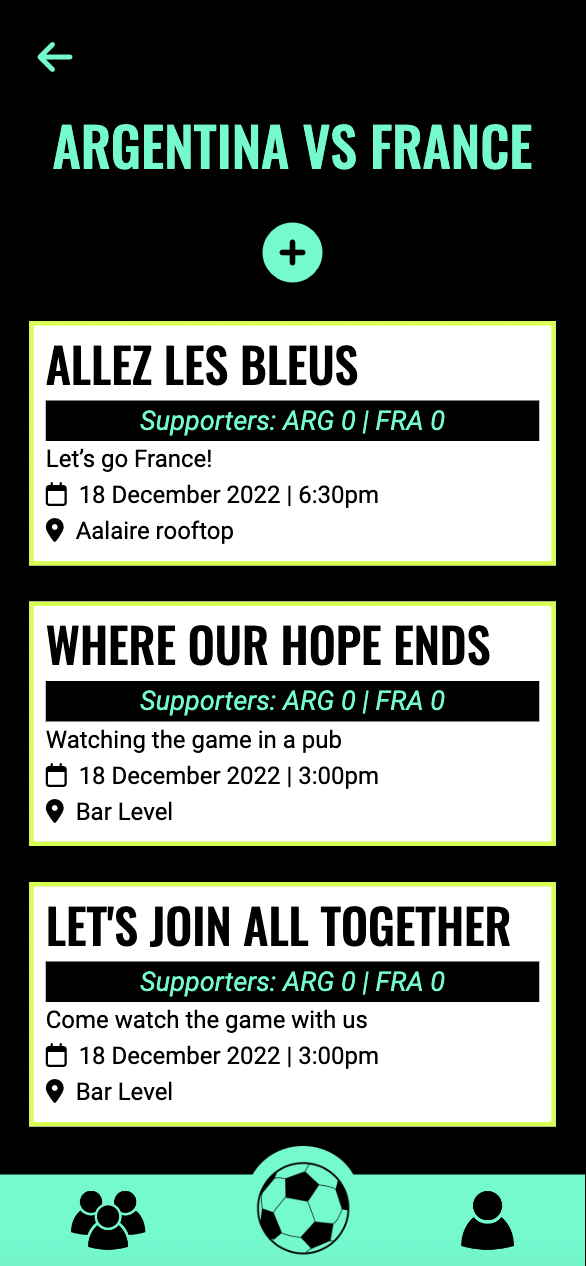 ARGENTINA VS FRANCE
ALLEZ LES BLEUS
Supporters: ARG 0 | FRA 0
Let’s go France!
18 December 2022 | 6:30pm
Aalaire rooftop
WHERE OUR HOPE ENDS
Supporters: ARG 0 | FRA 0
Watching the game in a pub
18 December 2022 | 3:00pm
Bar Level
LET'S JOIN ALL TOGETHER
Supporters: ARG 0 | FRA 0
Come watch the game with us
18 December 2022 | 3:00pm
Bar Level